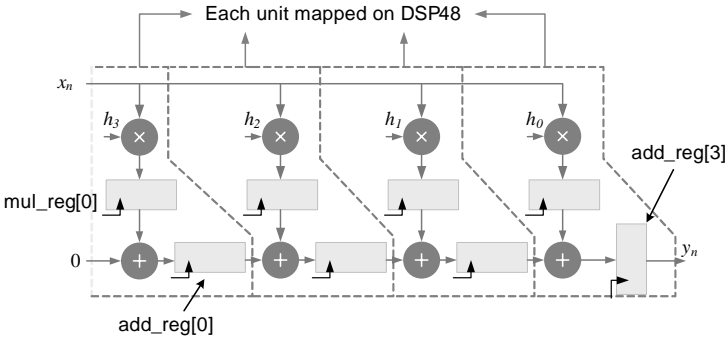 Each unit mapped on DSP48
xn
h3
h2
h1
h0
× × × ×
add_reg[3]
mul_reg[0]
0
+ + + +
yn
add_reg[0]